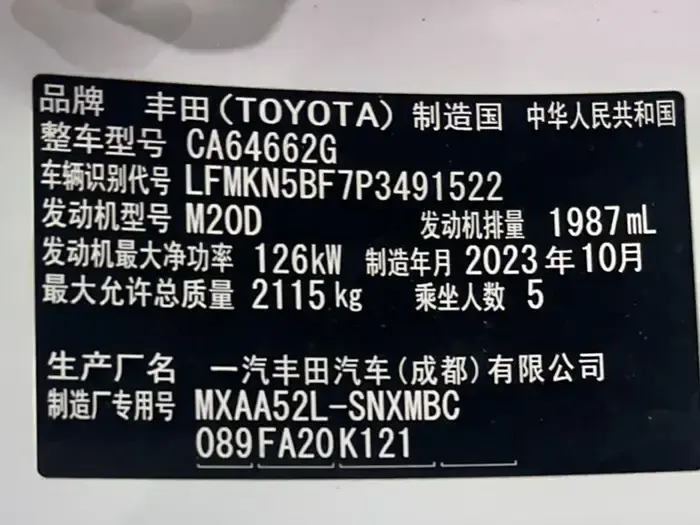 品牌 丰田(TOYOTA) 制造国 中华人民共和国
整车型号 CA64662G
车辆识别代号 LFMKN5BF7P3491522
发动机型号 M20D 发动机排量 1987mL
发动机最大净功率 126kW 制造年月 2023年10月
最大允许总质量 2115kg 乘坐人数 5
生产厂名 一汽丰田汽车(成都)有限公司
制造厂专用号 MXAA52L-SNXMBC
089FA20K121